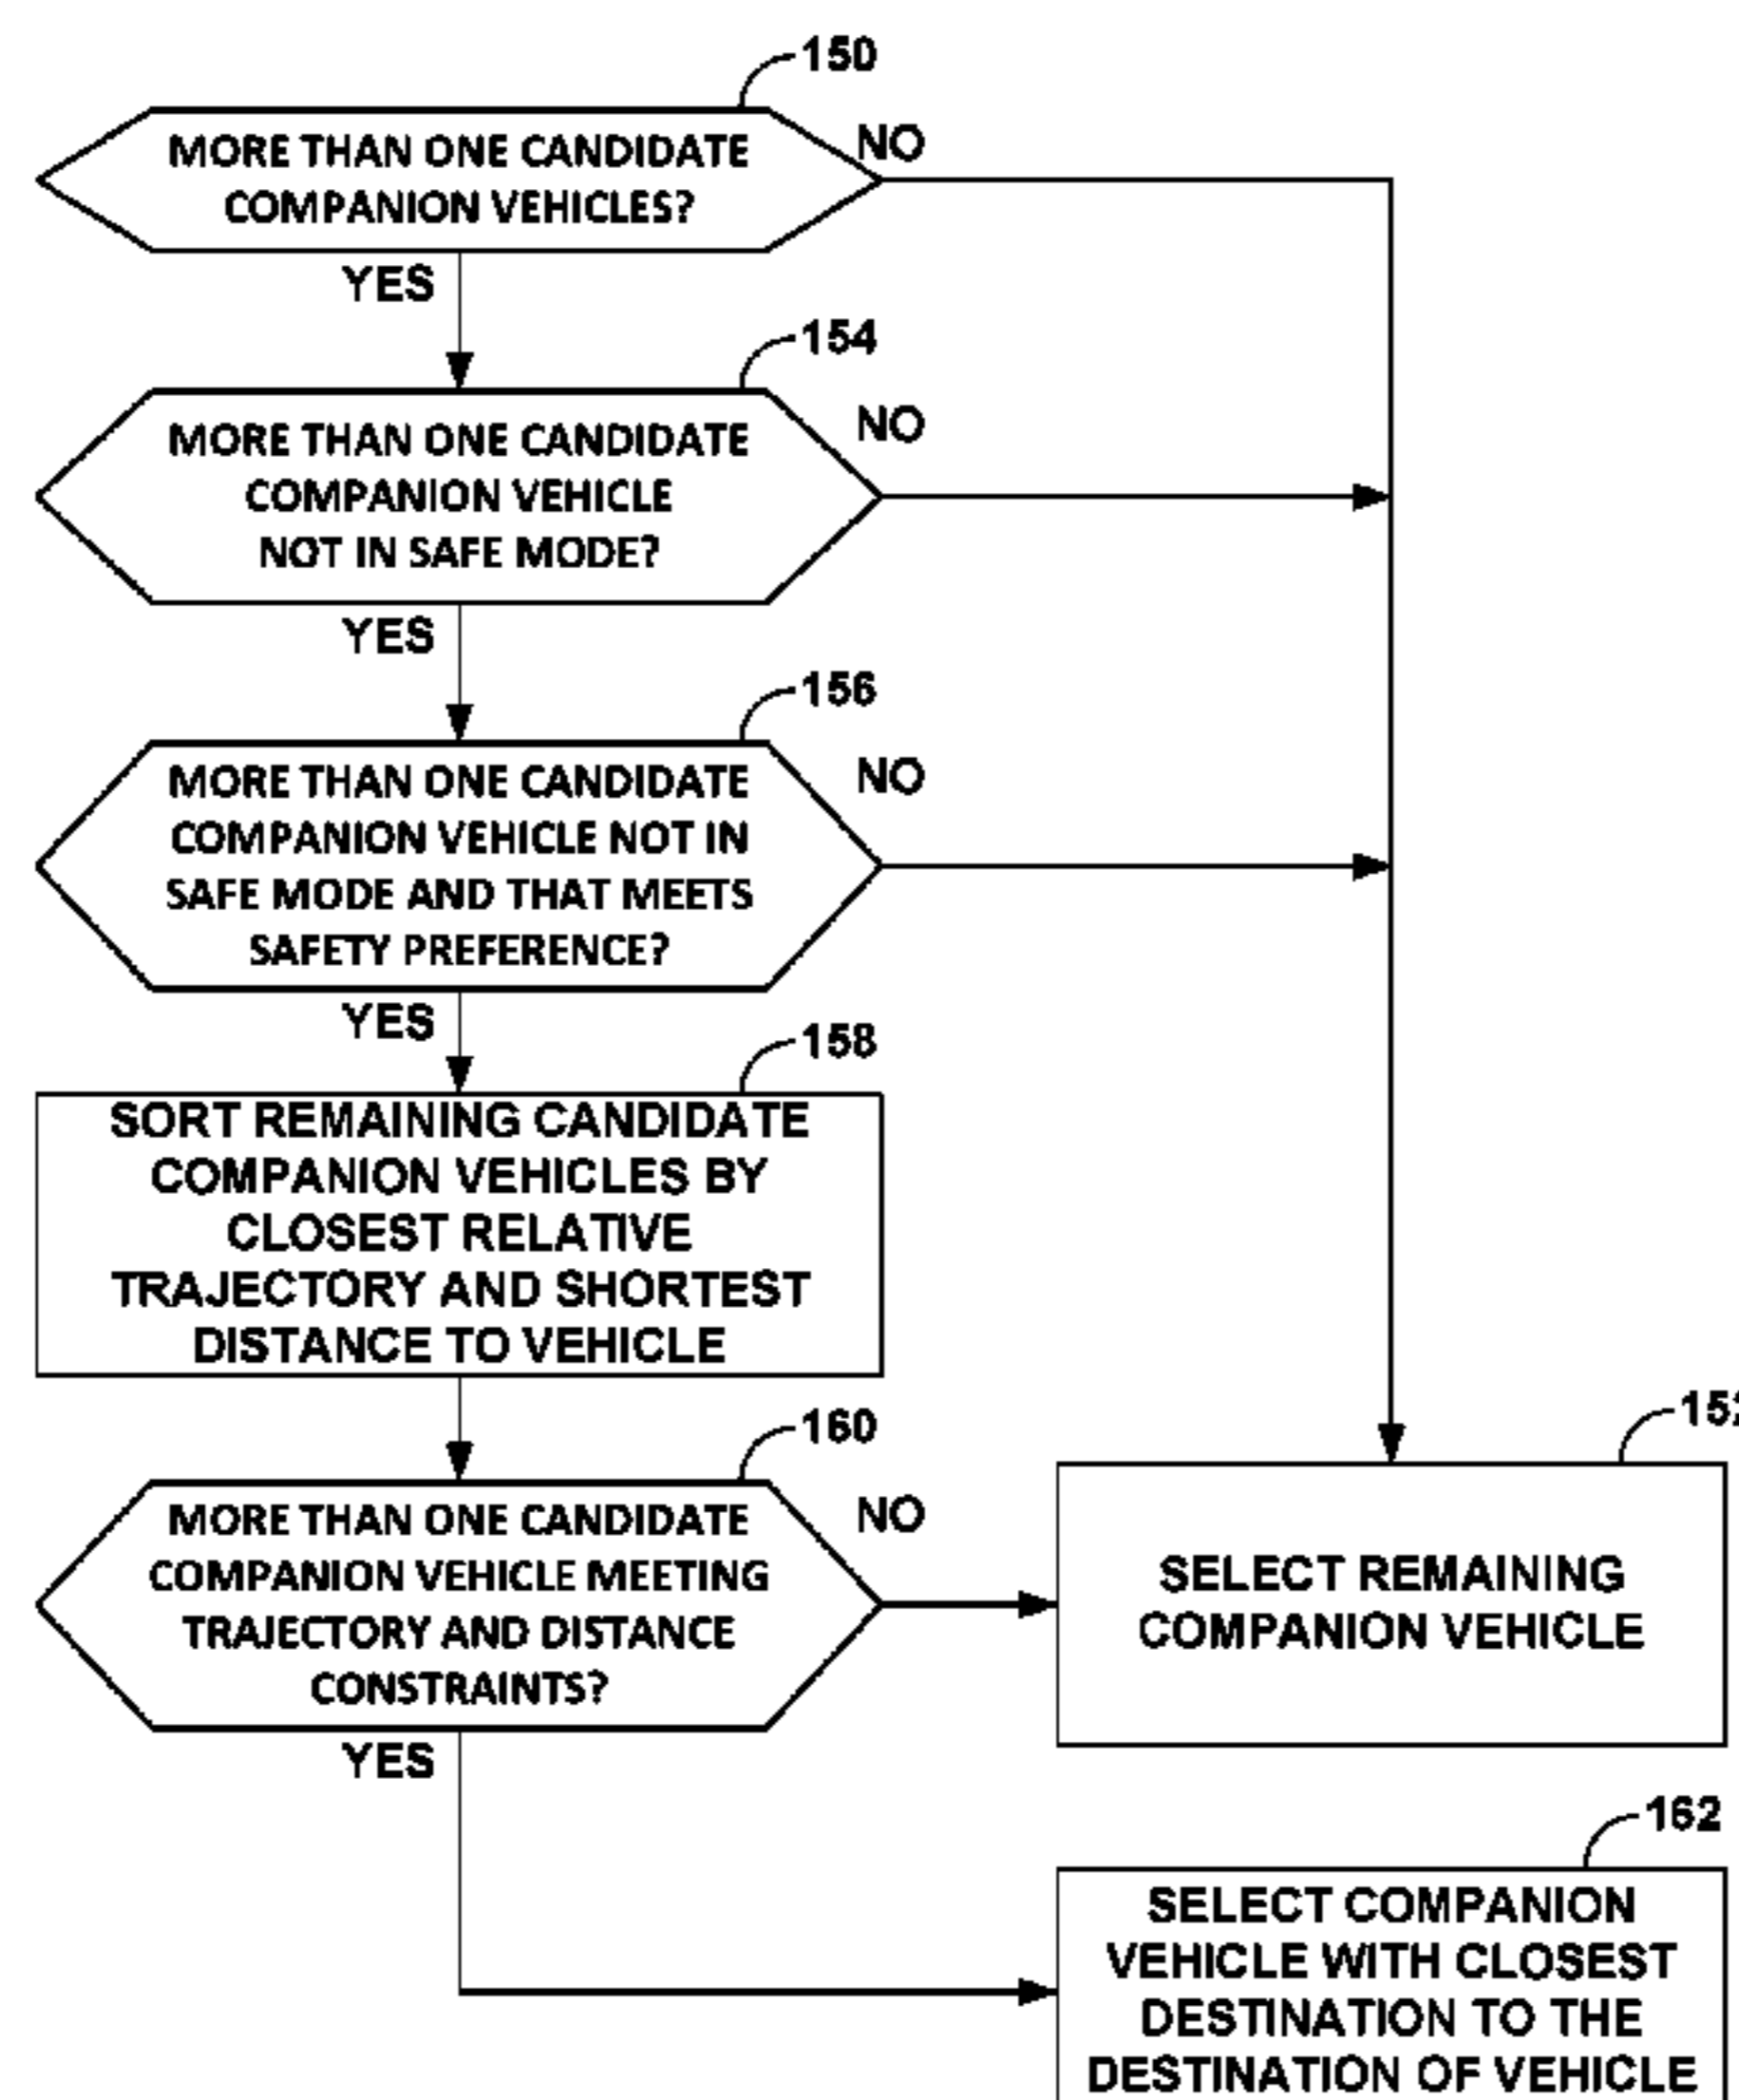 150
MORE THAN ONE CANDIDATE
COMPANION VEHICLES?
NO
YES
154
MORE THAN ONE CANDIDATE
COMPANION VEHICLE
NOT IN SAFE MODE?
NO
YES
156
MORE THAN ONE CANDIDATE
COMPANION VEHICLE NOT IN
SAFE MODE AND THAT MEETS
SAFETY PREFERENCE?
NO
YES
158
SORT REMAINING CANDIDATE
COMPANION VEHICLES BY
CLOSEST RELATIVE
TRAJECTORY AND SHORTEST
DISTANCE TO VEHICLE
160
MORE THAN ONE CANDIDATE
COMPANION VEHICLE MEETING
TRAJECTORY AND DISTANCE
CONSTRAINTS?
NO
YES
SELECT REMAINING
COMPANION VEHICLE
162
SELECT COMPANION
VEHICLE WITH CLOSEST
DESTINATION TO THE
DESTINATION OF VEHICLE